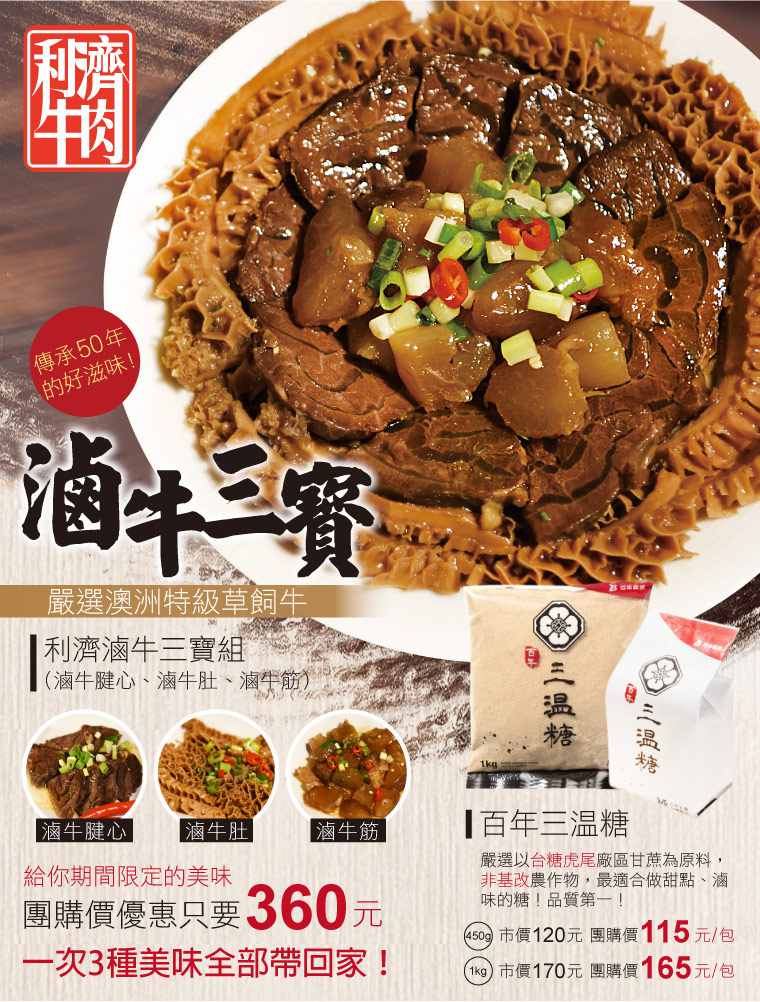 利濟牛肉
傳承50年
的好滋味!
滷牛三寶
嚴選澳洲特級草飼牛
利濟滷牛三寶組
(滷牛腱心、滷牛肚、滷牛筋)
滷牛腱心
滷牛肚
滷牛筋
給你期間限定的美味
團購價優惠只要360元
一次3種美味全部帶回家！
百年
三温糖
1kg
百年
三温糖
百年三温糖
嚴選以台糖虎尾廠區甘蔗為原料，
非基改農作物，最適合做甜點、滷
味的糖！品質第一！
450g 市價120元 團購價115元/包
1kg 市價170元 團購價165元/包